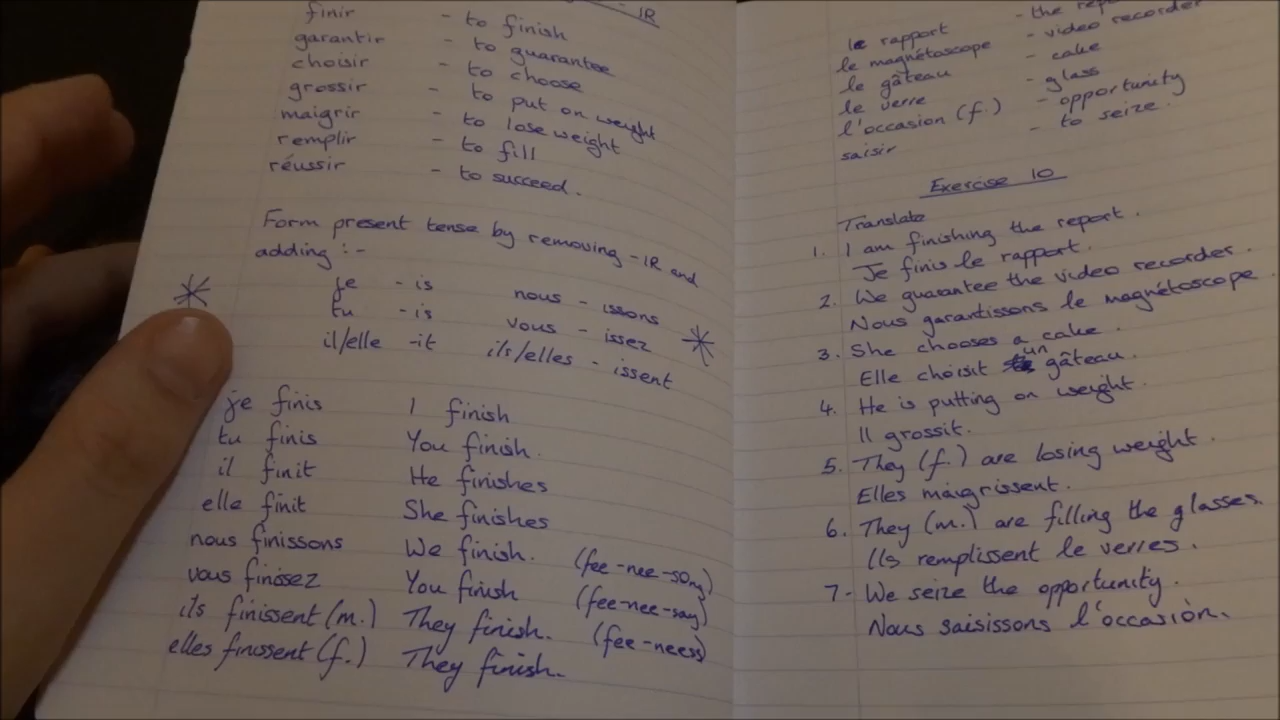 - IR
finir - to finish
garantir - to guarantee
choisir - to choose
grossir - to put on weight
maigrir - to lose weight
remplir - to fill
réussir - to succeed.
Form present tense by removing -IR and
adding :-
je - is nous - issons
tu - is vous - issez
il/elle -it ils/elles - issent
je finis I finish
tu finis You finish.
il finit He finishes
elle finit She finishes
nous finissons We finish. (fee-nee-song)
vous finissez You finish (fee-nee-say)
ils finissent (m.) They finish. (fee-neess)
elles finissent (f.) They finish.
le rapport - the
le magnétoscope - video recorder
le gâteau - cake
le verre - glass
l'occasion (f.) - opportunity
saisir - to seize.
Exercise 10
Translate
1. I am finishing the report.
Je finis le rapport.
2. We guarantee the video recorder.
Nous garantissons le magnétoscope.
3. She chooses a cake.
Elle choisit un gâteau.
4. He is putting on weight.
Il grossit.
5. They (f.) are losing weight.
Elles maigrissent.
6. They (m.) are filling the glasses.
Ils remplissent le verres.
7- We seize the opportunity.
Nous saisissons l'occasion.